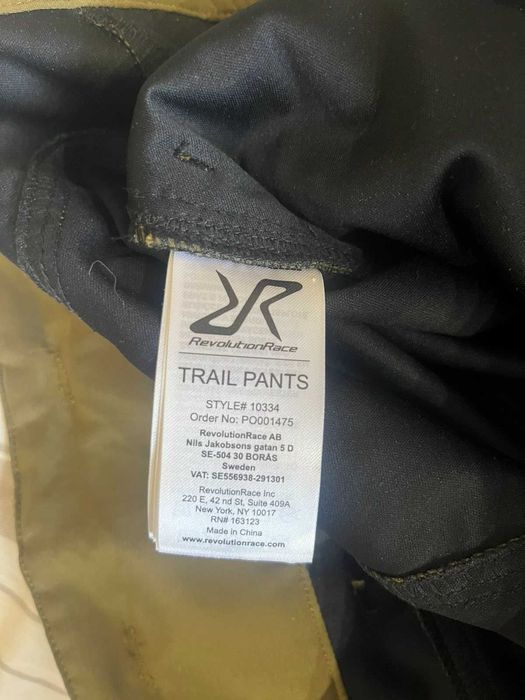 RevolutionRace
TRAIL PANTS
STYLE# 10334
Order No: PO001475
RevolutionRace AB
Nils Jakobsons gatan 5 D
SE-504 30 BORÅS
Sweden
VAT: SE556938-291301
RevolutionRace Inc
220 E, 42 nd St, Suite 409A
New York, NY 10017
RN# 163123
Made in China
www.revolutionrace.com